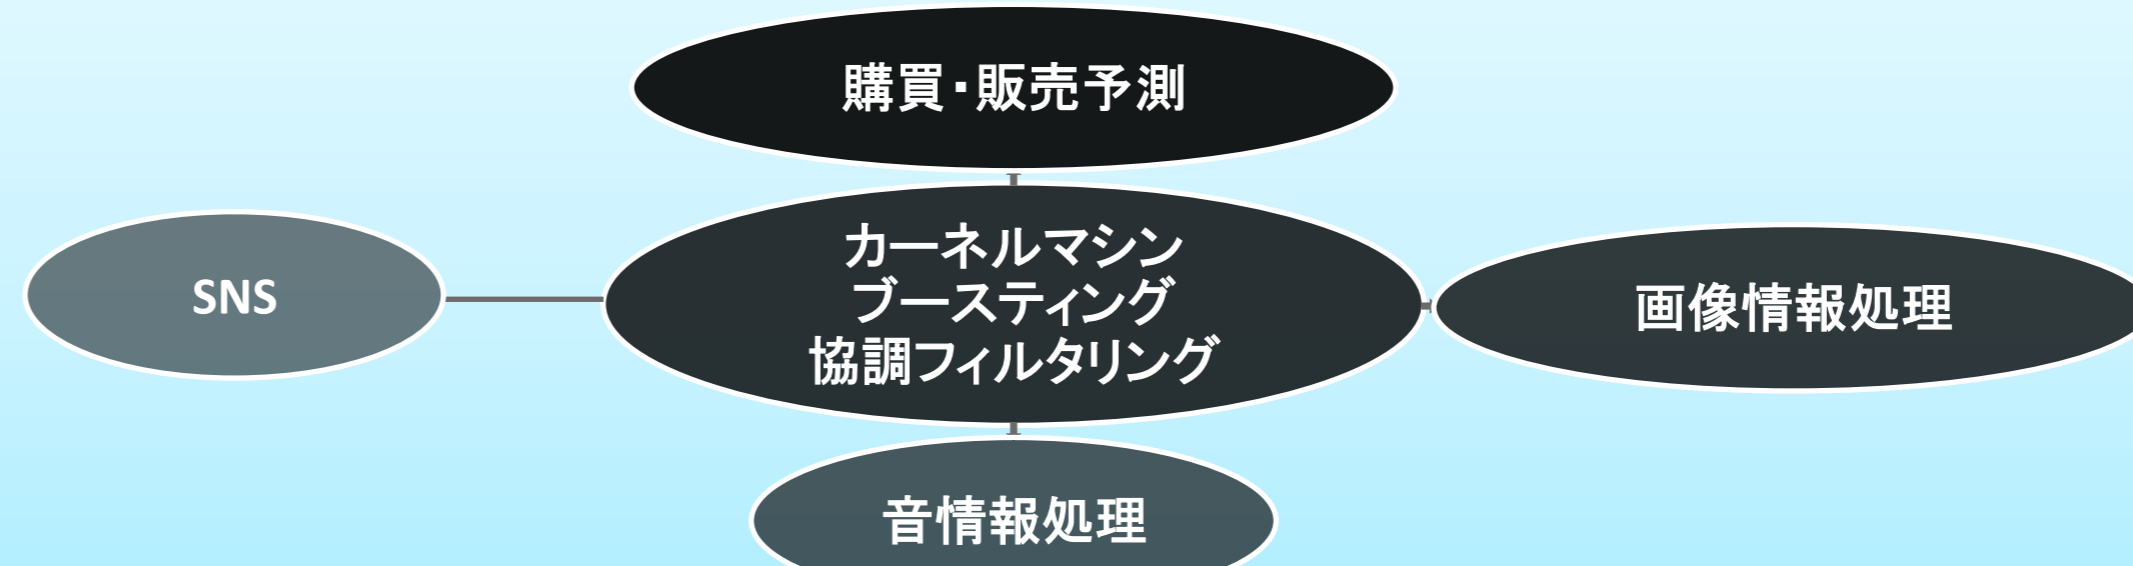 購買・販売予測
カーネルマシン
ブースティング
協調フィルタリング
SNS
画像情報処理
音情報処理